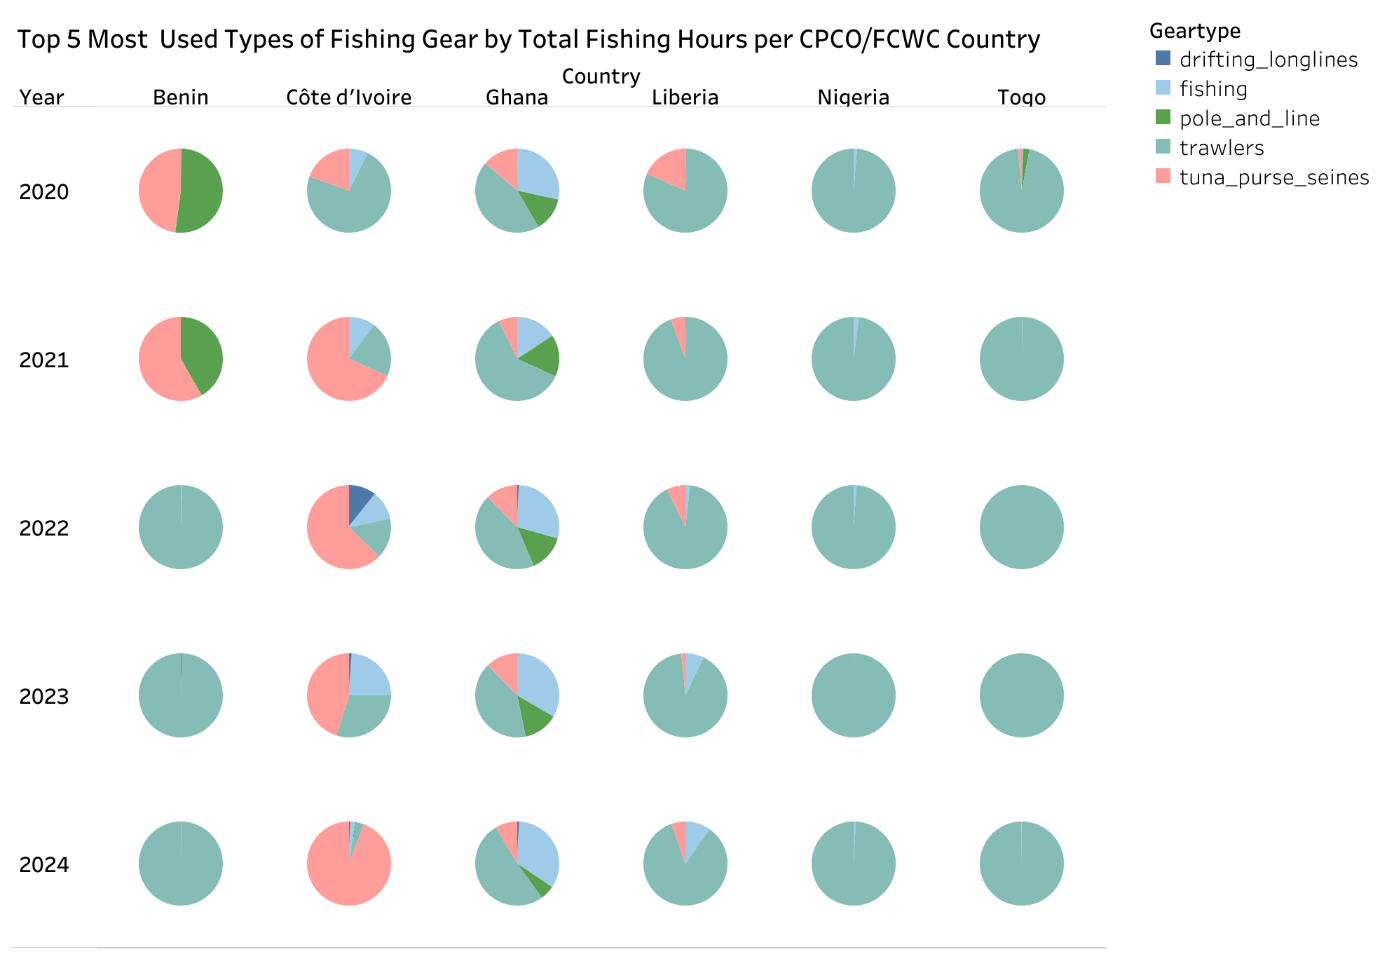 Top 5 Most  Used Types of Fishing Gear by Total Fishing Hours per CPCO/FCWC Country
Country
Year Benin Côte d’Ivoire Ghana Liberia Nigeria Togo
2020
2021
2022
2023
2024
Geartype
drifting_longlines
fishing
pole_and_line
trawlers
tuna_purse_seines